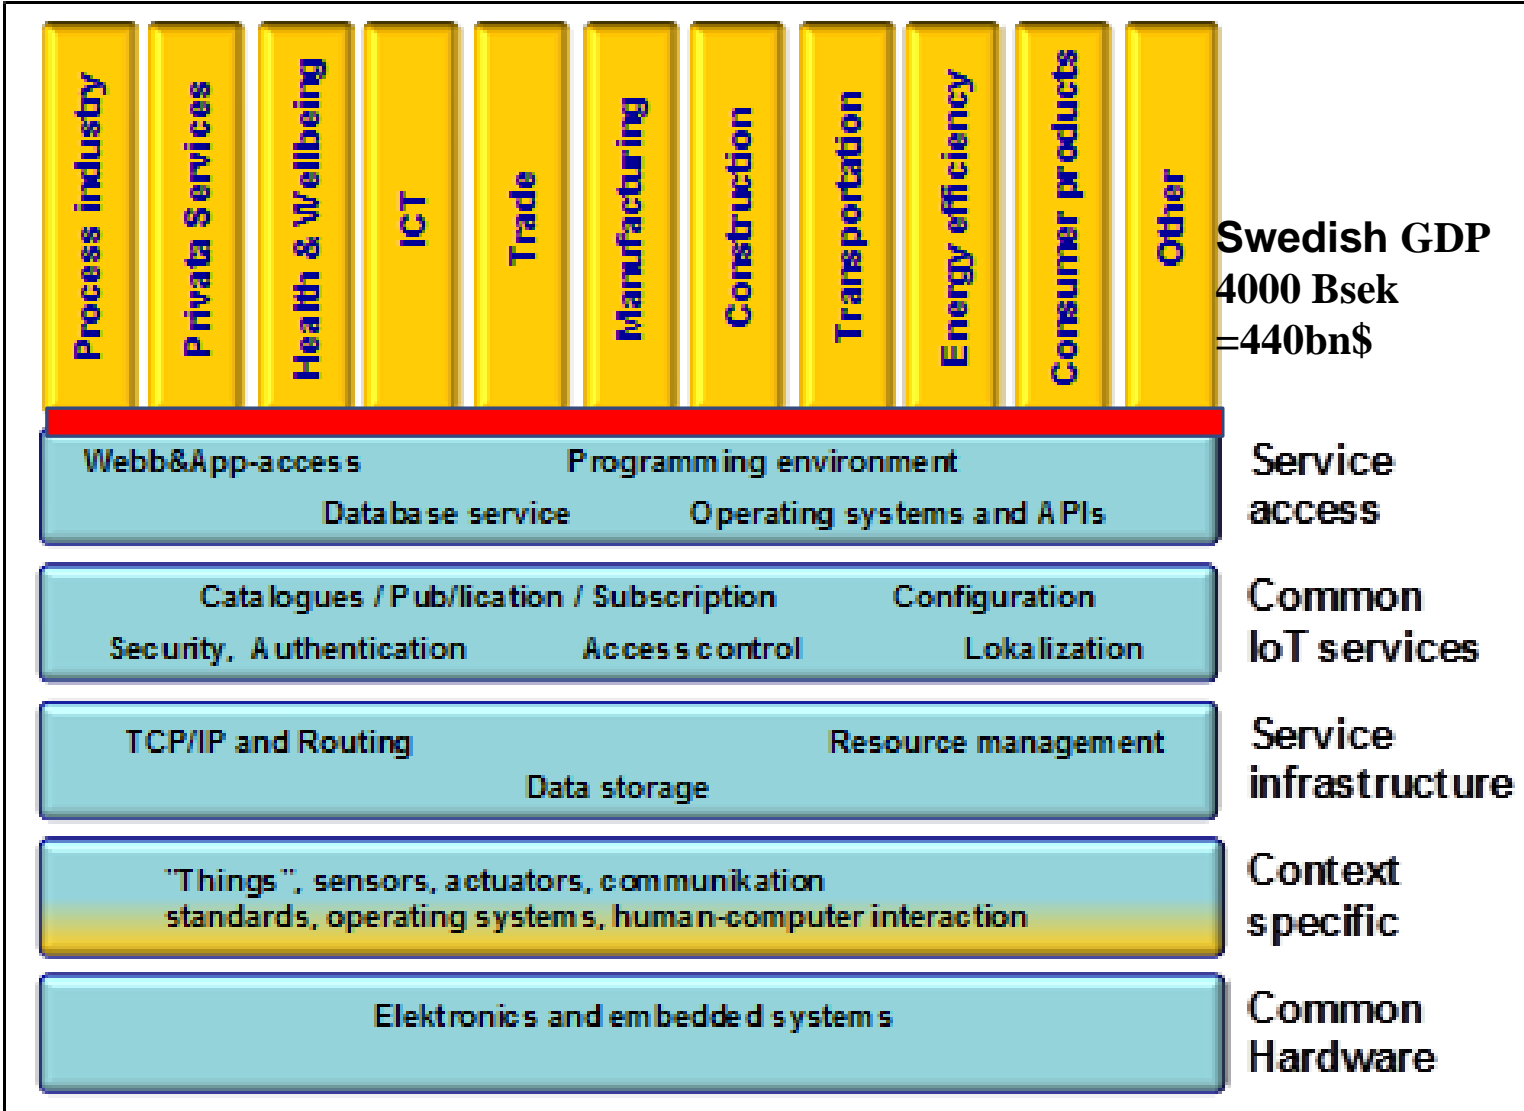 Process industry
Privata Services
Health & Wellbeing
ICT
Trade
Manufacturing
Construction
Transportation
Energy efficiency
Consumer products
Other
Swedish GDP
4000 Bsek
=440bn$
Webb&App-access
Programming environment
Database service
Operating systems and APIs
Service
access
Catalogues / Pub/lication / Subscription
Configuration
Security, Authentication
Access control
Lokalization
Common
IoT services
TCP/IP and Routing
Resource management
Data storage
Service
infrastructure
"Things", sensors, actuators, communikation
standards, operating systems, human-computer interaction
Context
specific
Elektronics and embedded systems
Common
Hardware